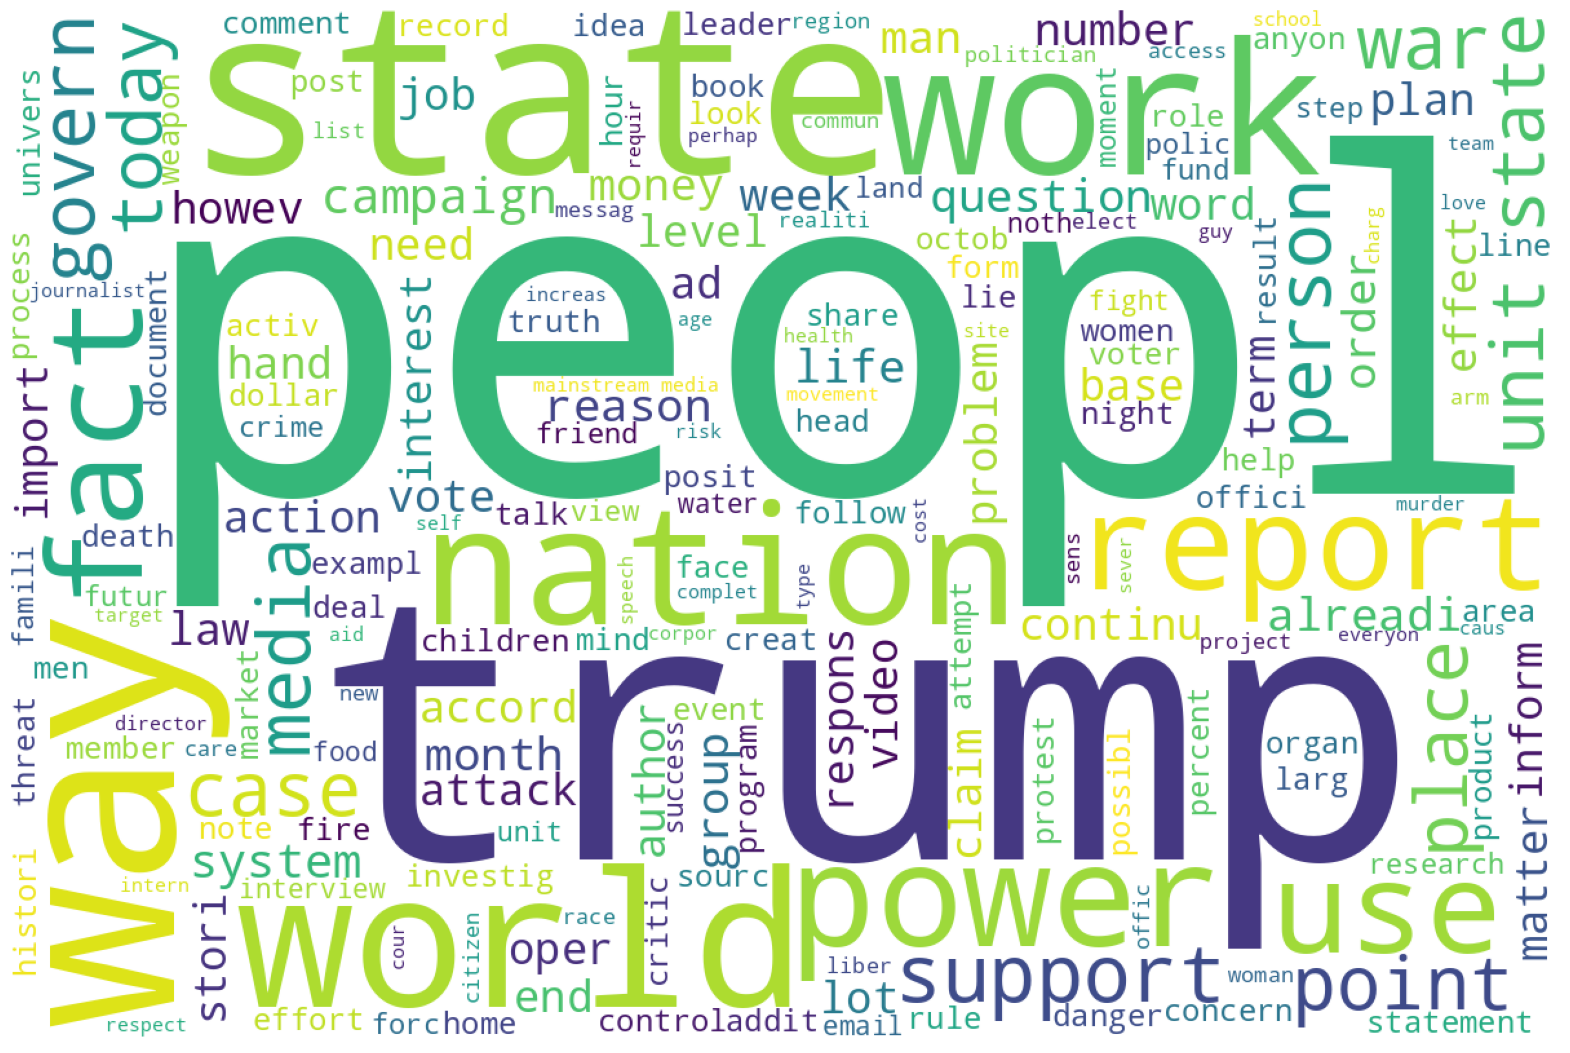 comment
record
idea
leader
region
man
number
school
anyon
war
state
work
unit state
govern
today
univers
weapon
post
list
job
hour
requir
book
look
perhap
commun
politician
access
moment
role
polic
fund
step
plan
team
howev
campaign
messag
money
week
land
question
word
love
need
level
realiti
octob
noth
elect
guy
charg
person
line
process
journalist
document
fact
peopl
interest
ad
form
lie
term
result
order
effect
activ
hand
dollar
crime
increas
truth
age
share
health
life
site
fight
women
voter
base
night
arm
import
mainstream media
reason
friend
risk
movement
head
problem
help
offici
murder
action
vote
self
talk
view
posit
water
follow
cost
report
death
exampl
nation
face
complet
speech
type
sens
sever
famili
futur
target
law
media
deal
aid
children
mind
corpor
creat
continu
project
everyon
alreadi
area
caus
men
way
market
new
trump
accord
month
attack
author
event
respons
video
attempt
place
inform
threat
director
member
care
food
case
note
fire
unit
success
group
program
claim
protest
possibl
percent
organ
larg
product
matter
histori
intern
system
interview
investig
sourc
power
use
research
stori
world
cour
citizen
race
oper
critic
offic
support
liber
woman
point
respect
effort
forc
home
end
control
addit
lot
email
rule
danger
concern
statement